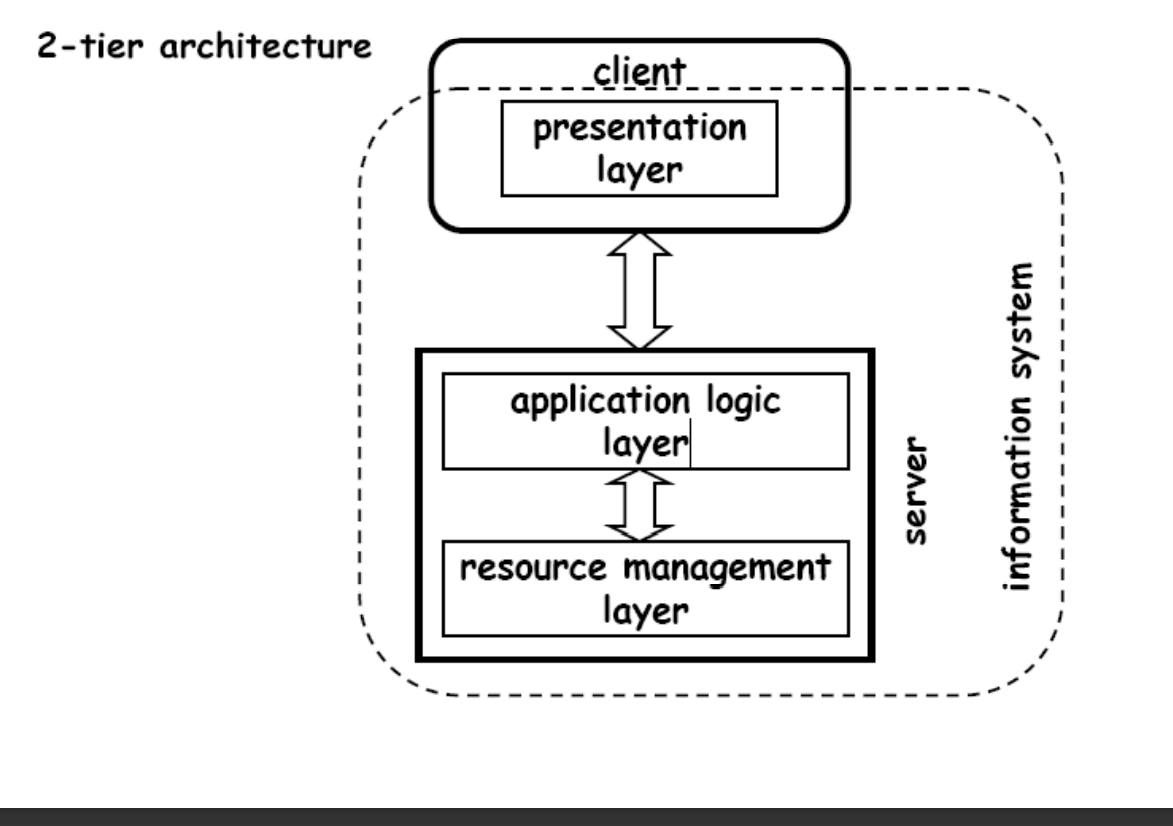 2-tier architecture
client
presentation
layer
application logic
layer
resource management
layer
server
information system